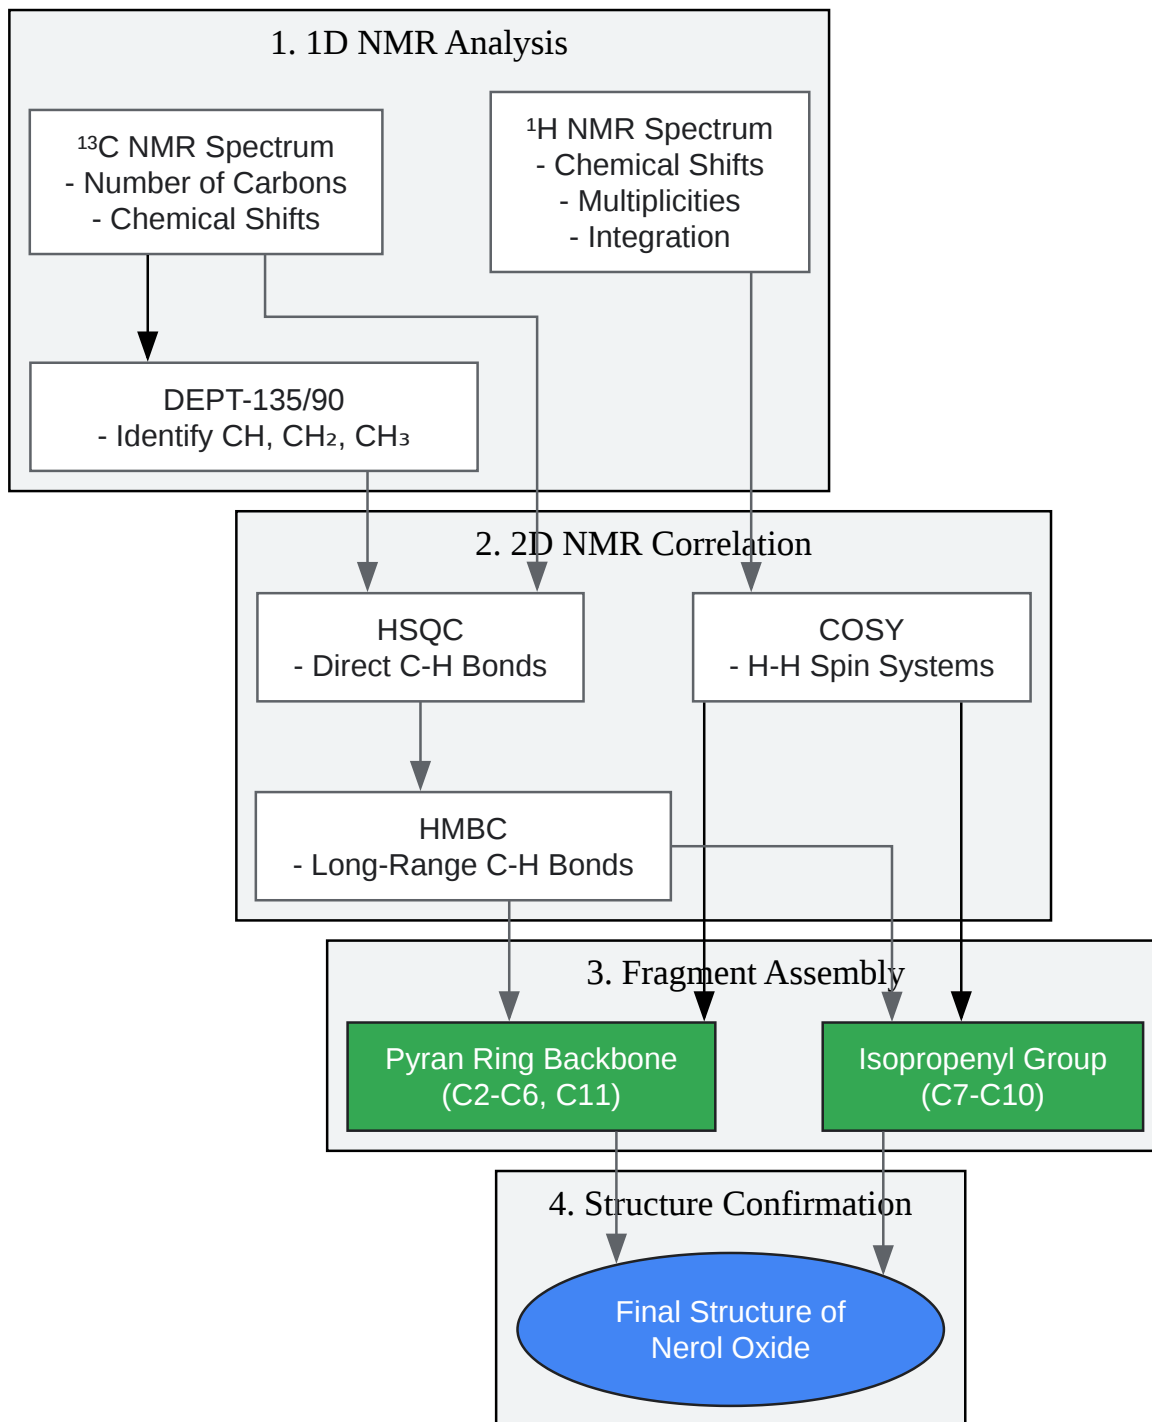 1. 1D NMR Analysis
¹³C NMR Spectrum
- Number of Carbons
- Chemical Shifts
¹H NMR Spectrum
- Chemical Shifts
- Multiplicities
- Integration
DEPT-135/90
- Identify CH, CH₂, CH₃
2. 2D NMR Correlation
HSQC
- Direct C-H Bonds
COSY
- H-H Spin Systems
HMBC
- Long-Range C-H Bonds
3. Fragment Assembly
Pyran Ring Backbone
(C2-C6, C11)
Isopropenyl Group
(C7-C10)
4. Structure Confirmation
Final Structure of
Nerol Oxide